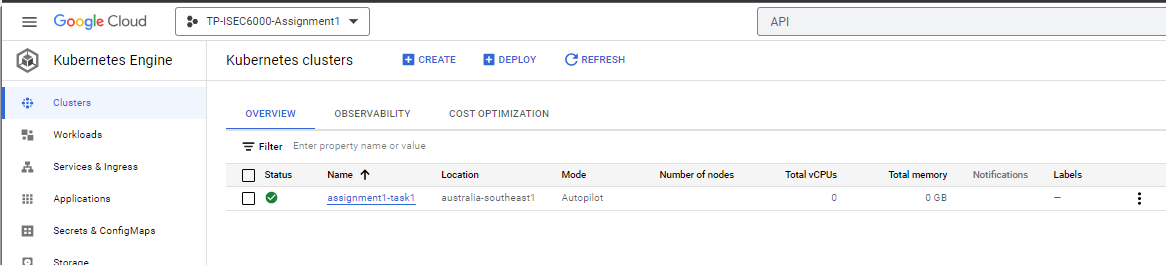 Google Cloud TP-ISEC6000-Assignment1 API
Kubernetes Engine Kubernetes clusters CREATE DEPLOY REFRESH
Clusters
Workloads
Services & Ingress
Applications
Secrets & ConfigMaps
Storage
OVERVIEW OBSERVABILITY COST OPTIMIZATION
Filter Enter property name or value
Status Name Location Mode Number of nodes Total vCPUs Total memory Notifications Labels
assignment1-task1 australia-southeast1 Autopilot 0 0 GB —